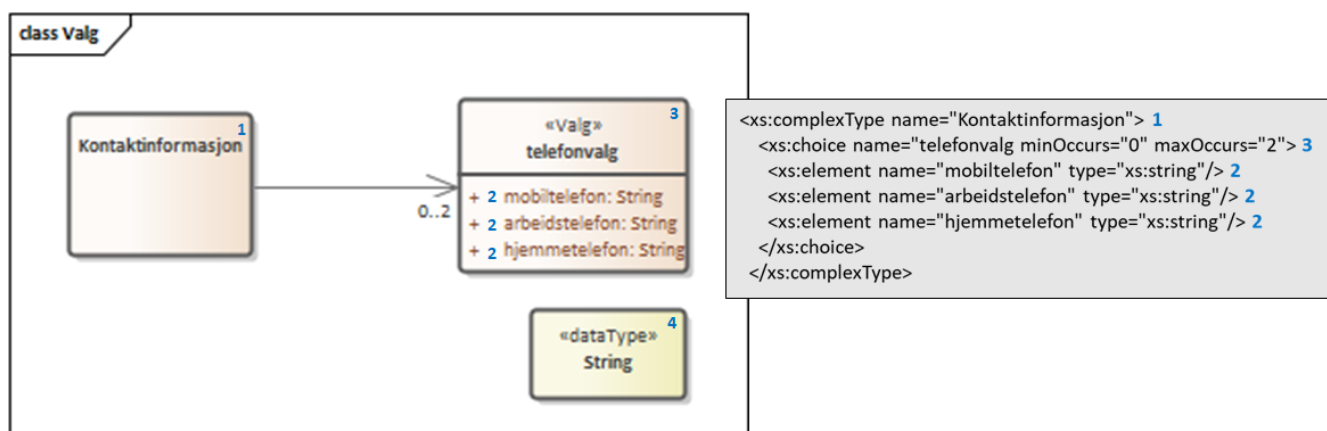 class Valg
Kontaktinformasjon 1
0..2
«Valg» 3
telefonvalg
+ 2 mobiltelefon: String
+ 2 arbeidstelefon: String
+ 2 hjemmetelefon: String
«dataType» 4
String
<xs:complexType name="Kontaktinformasjon"> 1
<xs:choice name="telefonvalg minOccurs="0" maxOccurs="2"> 3
<xs:element name="mobiltelefon" type="xs:string"/> 2
<xs:element name="arbeidstelefon" type="xs:string"/> 2
<xs:element name="hjemmetelefon" type="xs:string"/> 2
</xs:choice>
</xs:complexType>